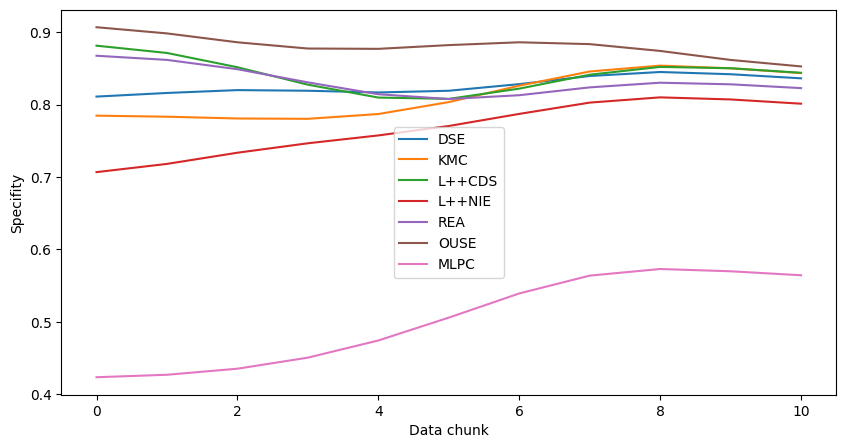 0.9
0.8
0.7
0.6
0.5
0.4
Specifity
DSE
KMC
L++CDS
L++NIE
REA
OUSE
MLPC
0 2 4 6 8 10
Data chunk